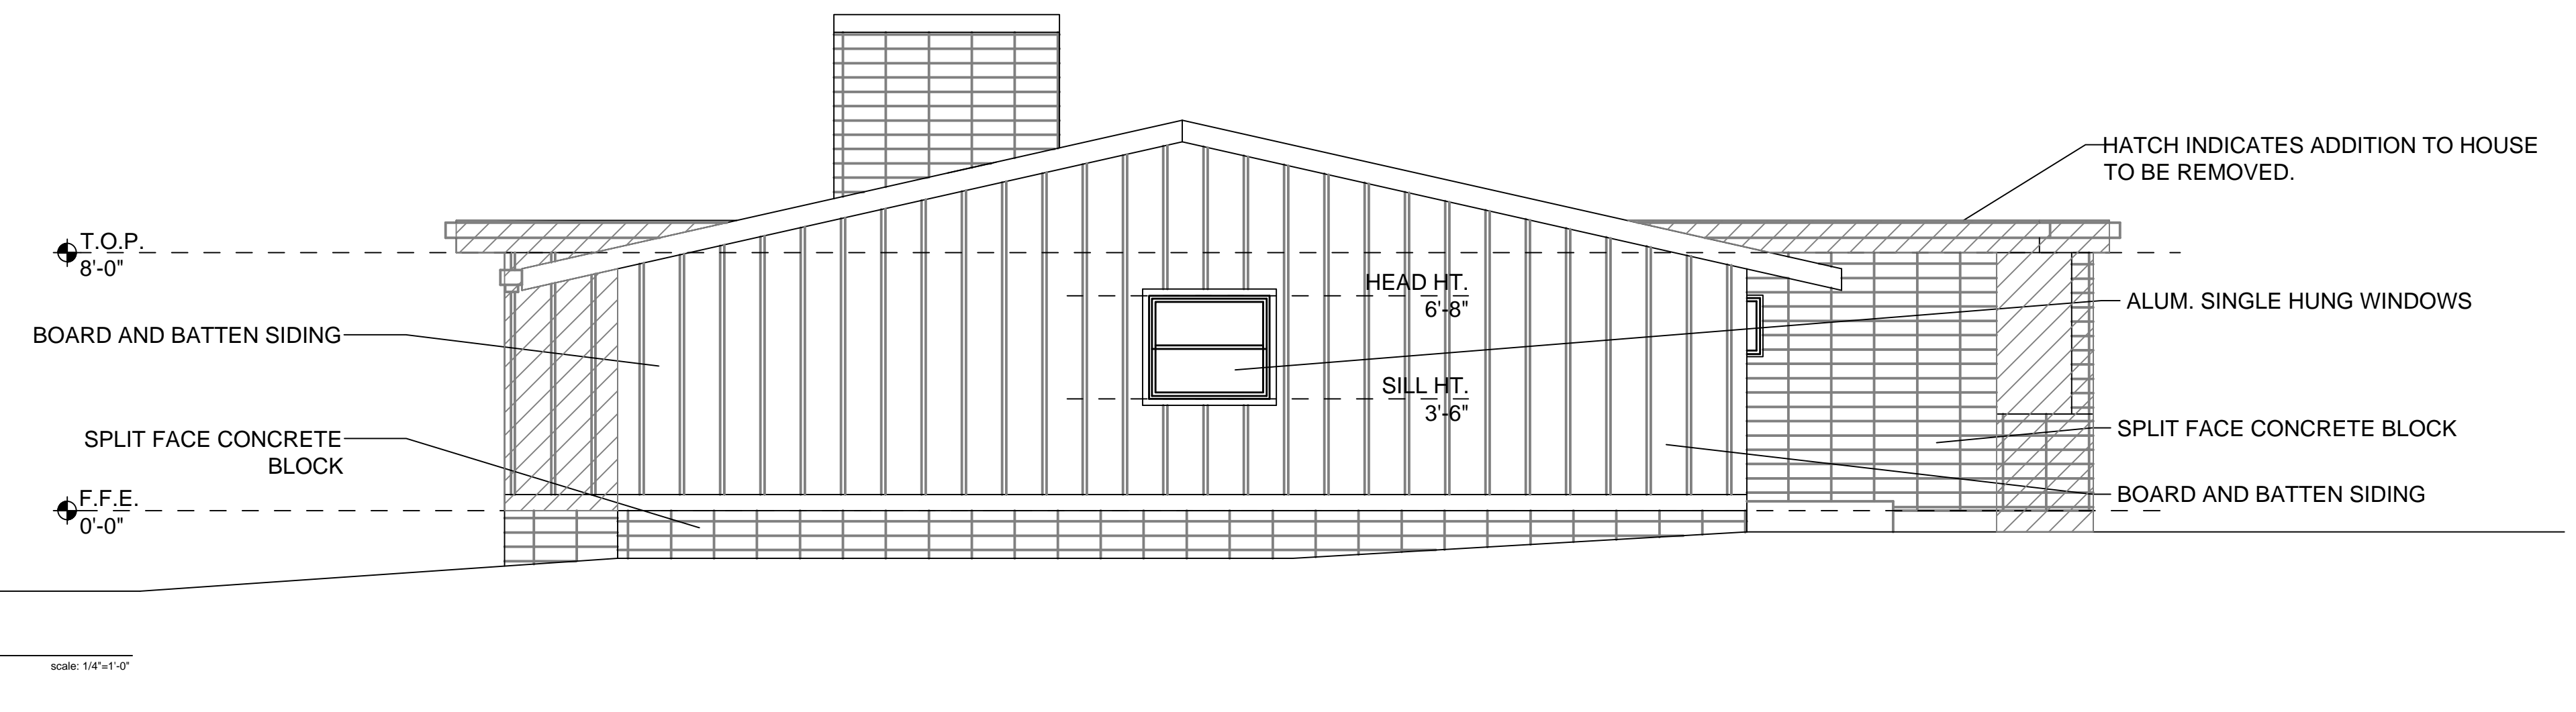 HATCH INDICATES ADDITION TO HOUSE
TO BE REMOVED.
T.O.P.
8'-0"
HEAD HT.
6'-8"
ALUM. SINGLE HUNG WINDOWS
BOARD AND BATTEN SIDING
SILL HT.
3'-6"
SPLIT FACE CONCRETE
BLOCK
SPLIT FACE CONCRETE BLOCK
F.F.E.
0'-0"
BOARD AND BATTEN SIDING
scale: 1/4"=1'-0"